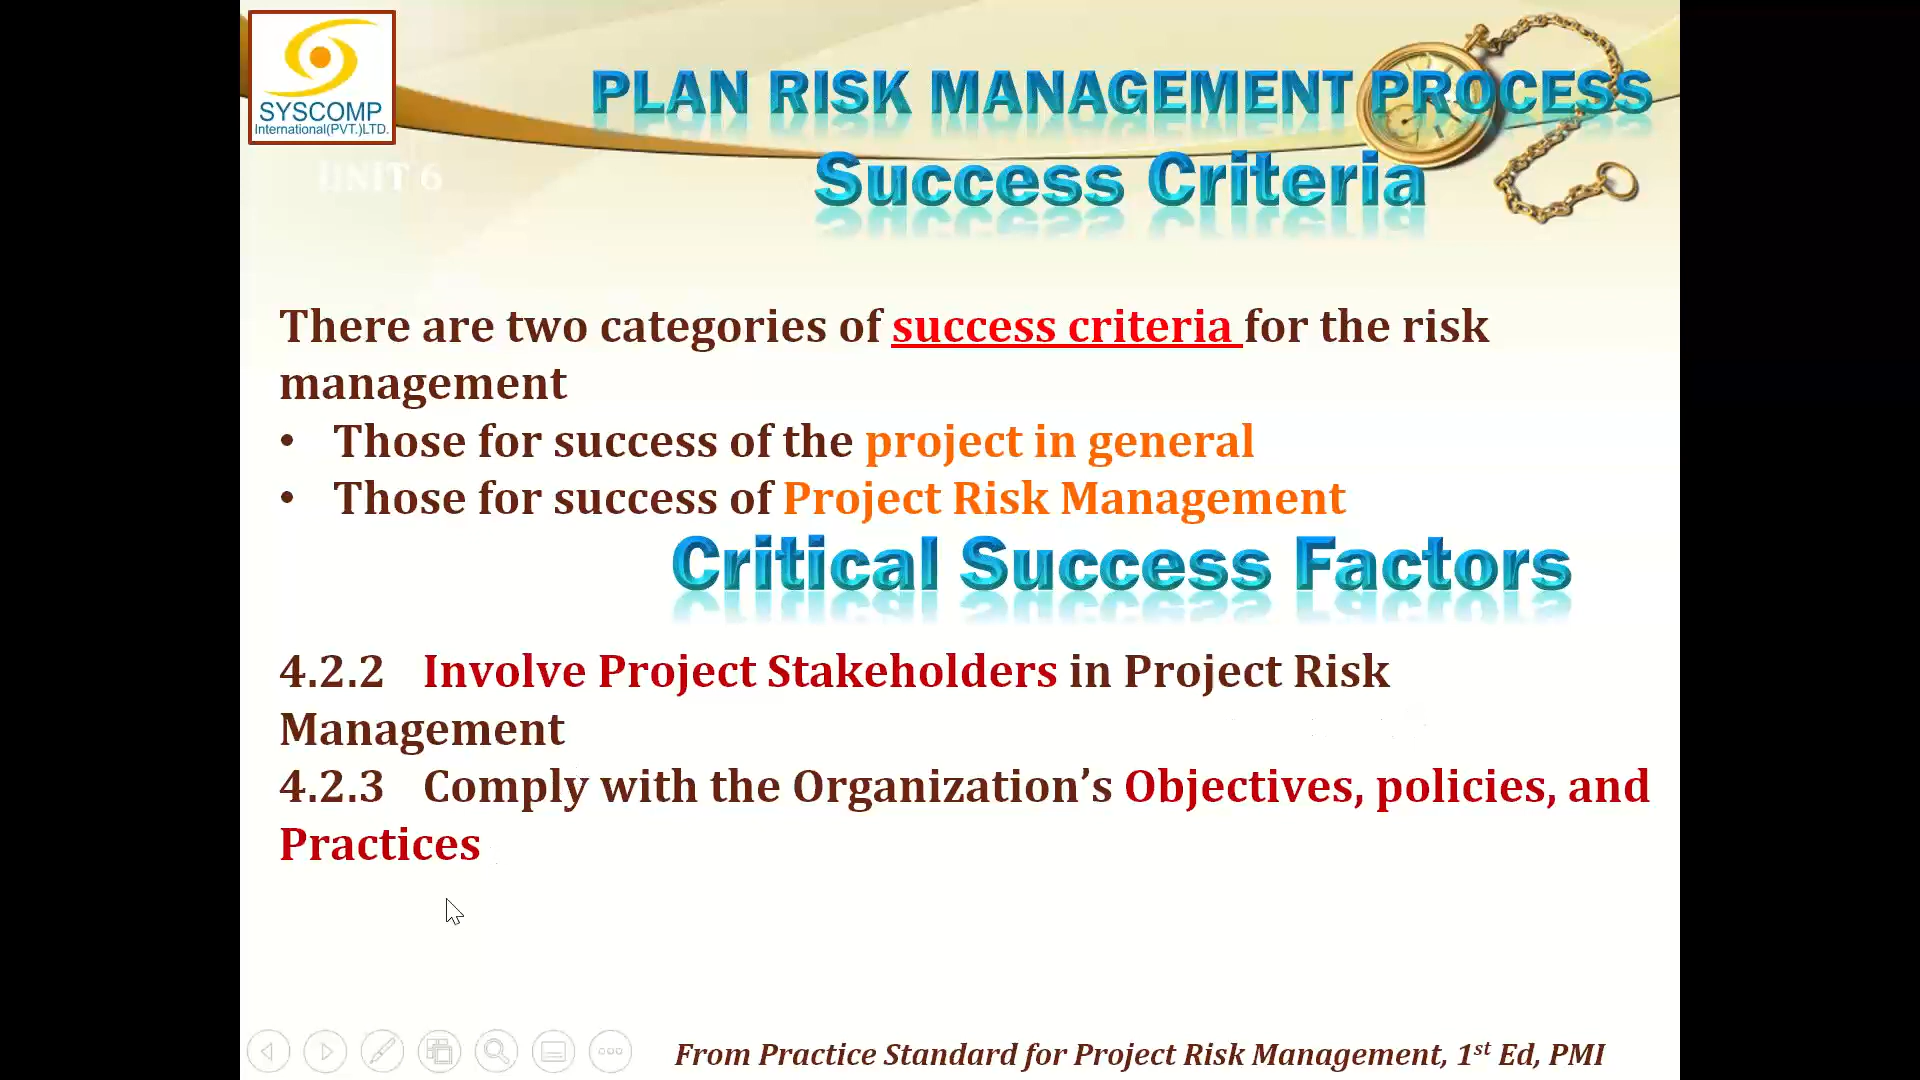 SYSCOMP
International(PVT.)LTD.
UNIT 6
PLAN RISK MANAGEMENT PROCESS
Success Criteria
There are two categories of success criteria for the risk
management
• Those for success of the project in general
• Those for success of Project Risk Management
Critical Success Factors
4.2.2 Involve Project Stakeholders in Project Risk
Management
4.2.3 Comply with the Organization’s Objectives, policies, and
Practices
From Practice Standard for Project Risk Management, 1st Ed, PMI